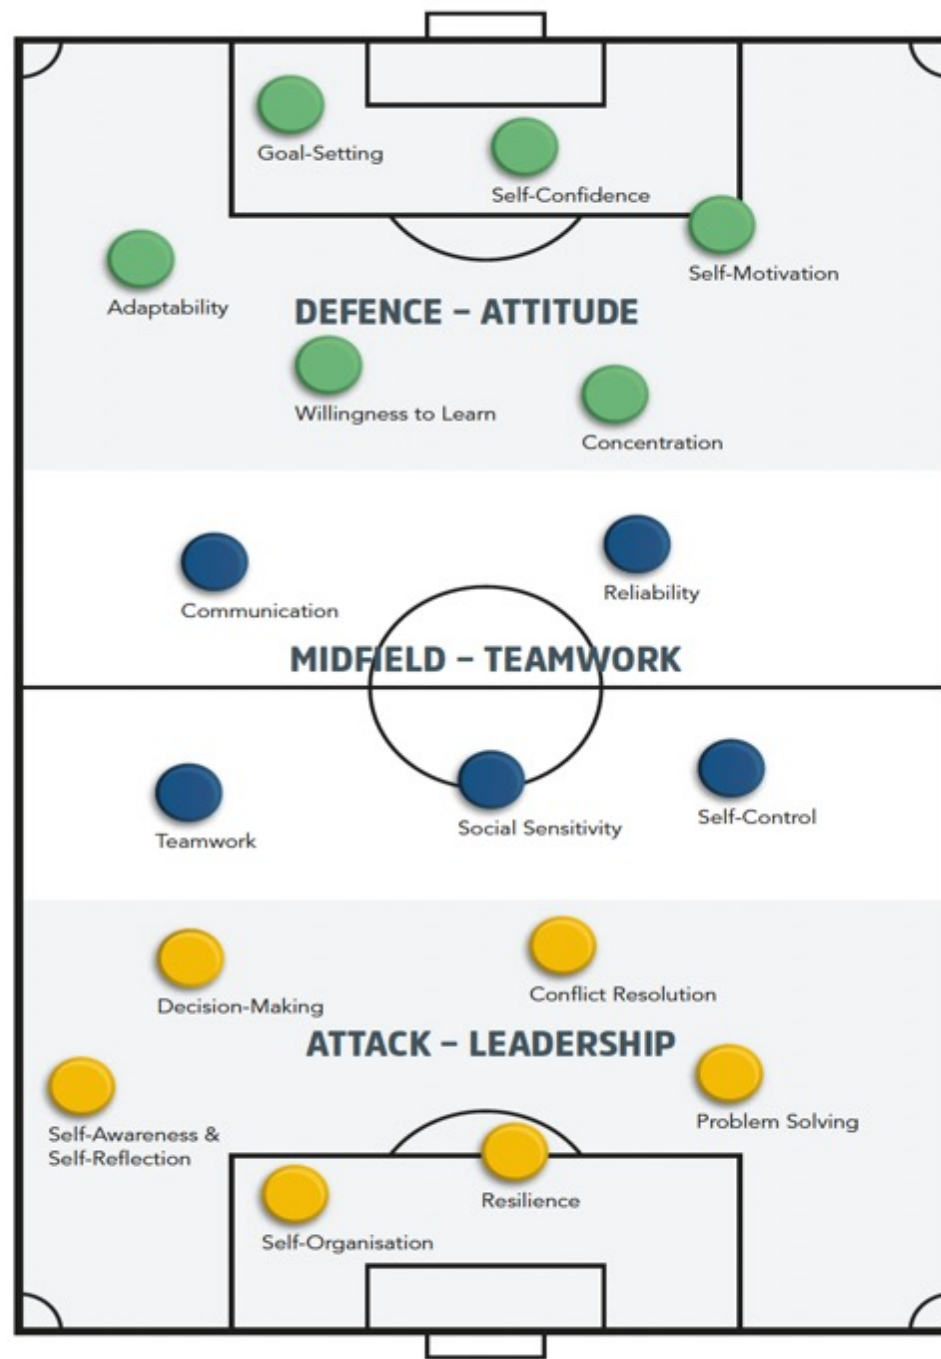 Goal-Setting
Self-Confidence
Self-Motivation
Adaptability
DEFENCE – ATTITUDE
Willingness to Learn
Concentration
Communication
Reliability
MIDFIELD – TEAMWORK
Teamwork
Social Sensitivity
Self-Control
Decision-Making
Conflict Resolution
ATTACK – LEADERSHIP
Self-Awareness &
Self-Reflection
Problem Solving
Resilience
Self-Organisation